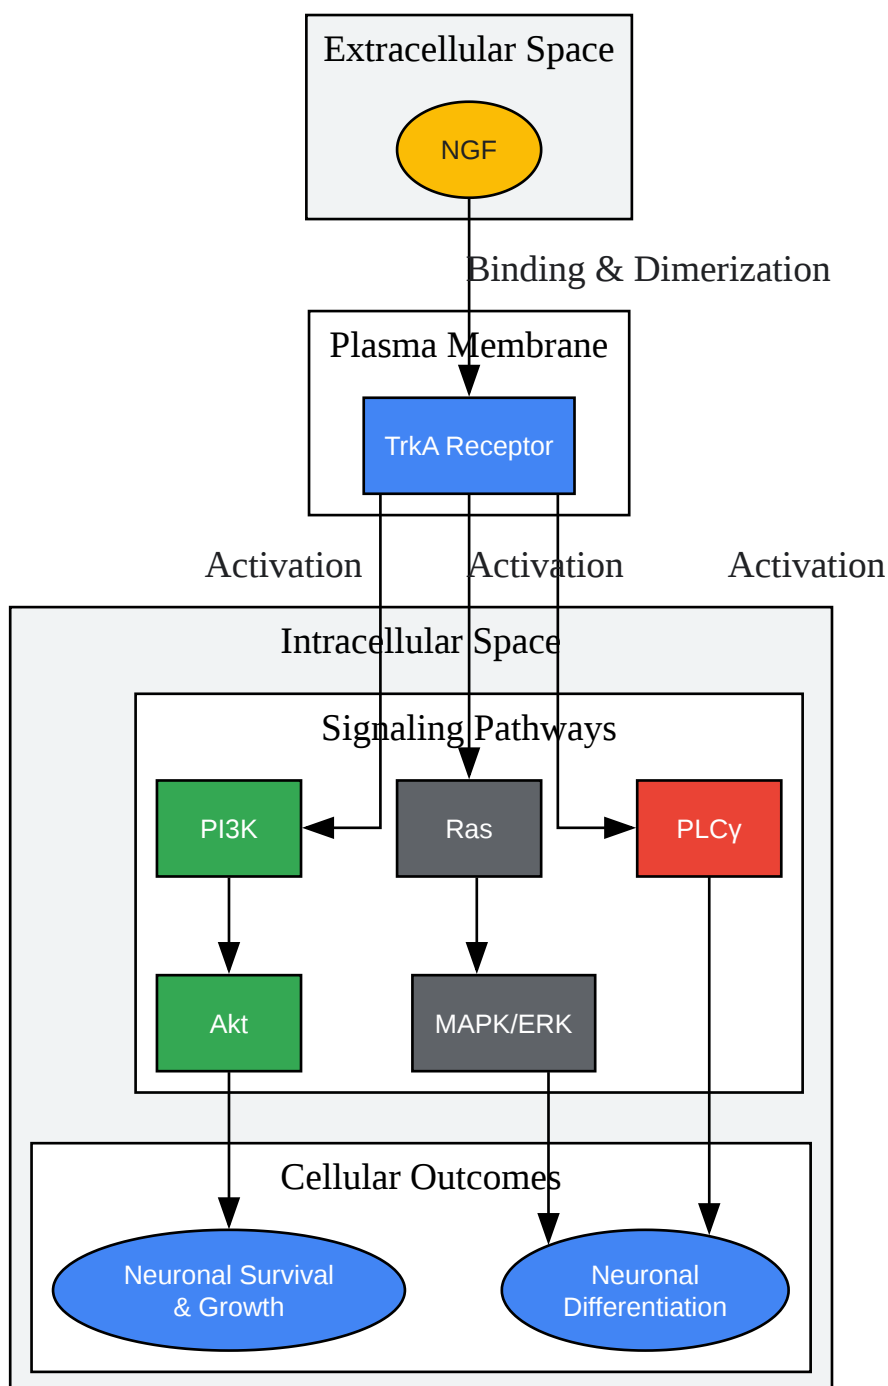 Extracellular Space
NGF
Binding & Dimerization
Plasma Membrane
TrkA Receptor
Activation
Activation
Activation
Intracellular Space
Signaling Pathways
PI3K
Ras
PLCγ
Akt
MAPK/ERK
Cellular Outcomes
Neuronal Survival
& Growth
Neuronal
Differentiation